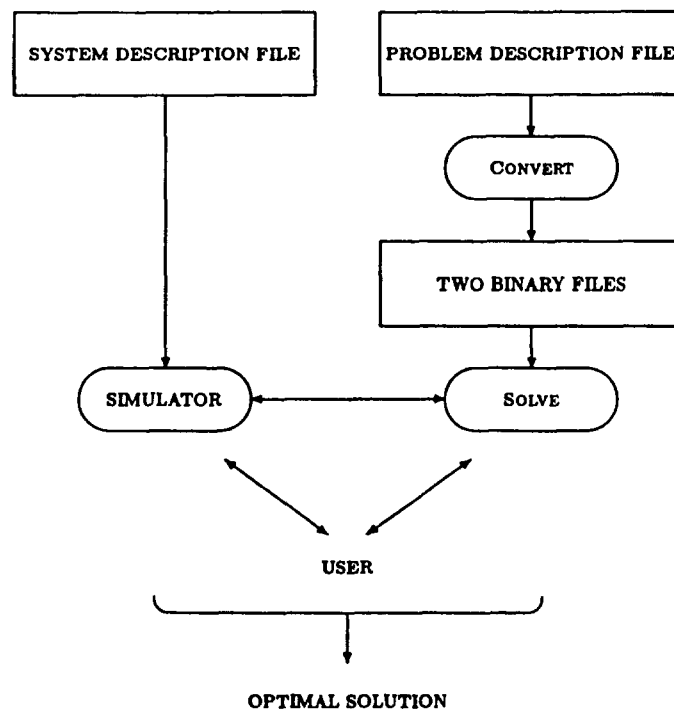 SYSTEM DESCRIPTION FILE
PROBLEM DESCRIPTION FILE
CONVERT
TWO BINARY FILES
SIMULATOR
SOLVE
USER
OPTIMAL SOLUTION